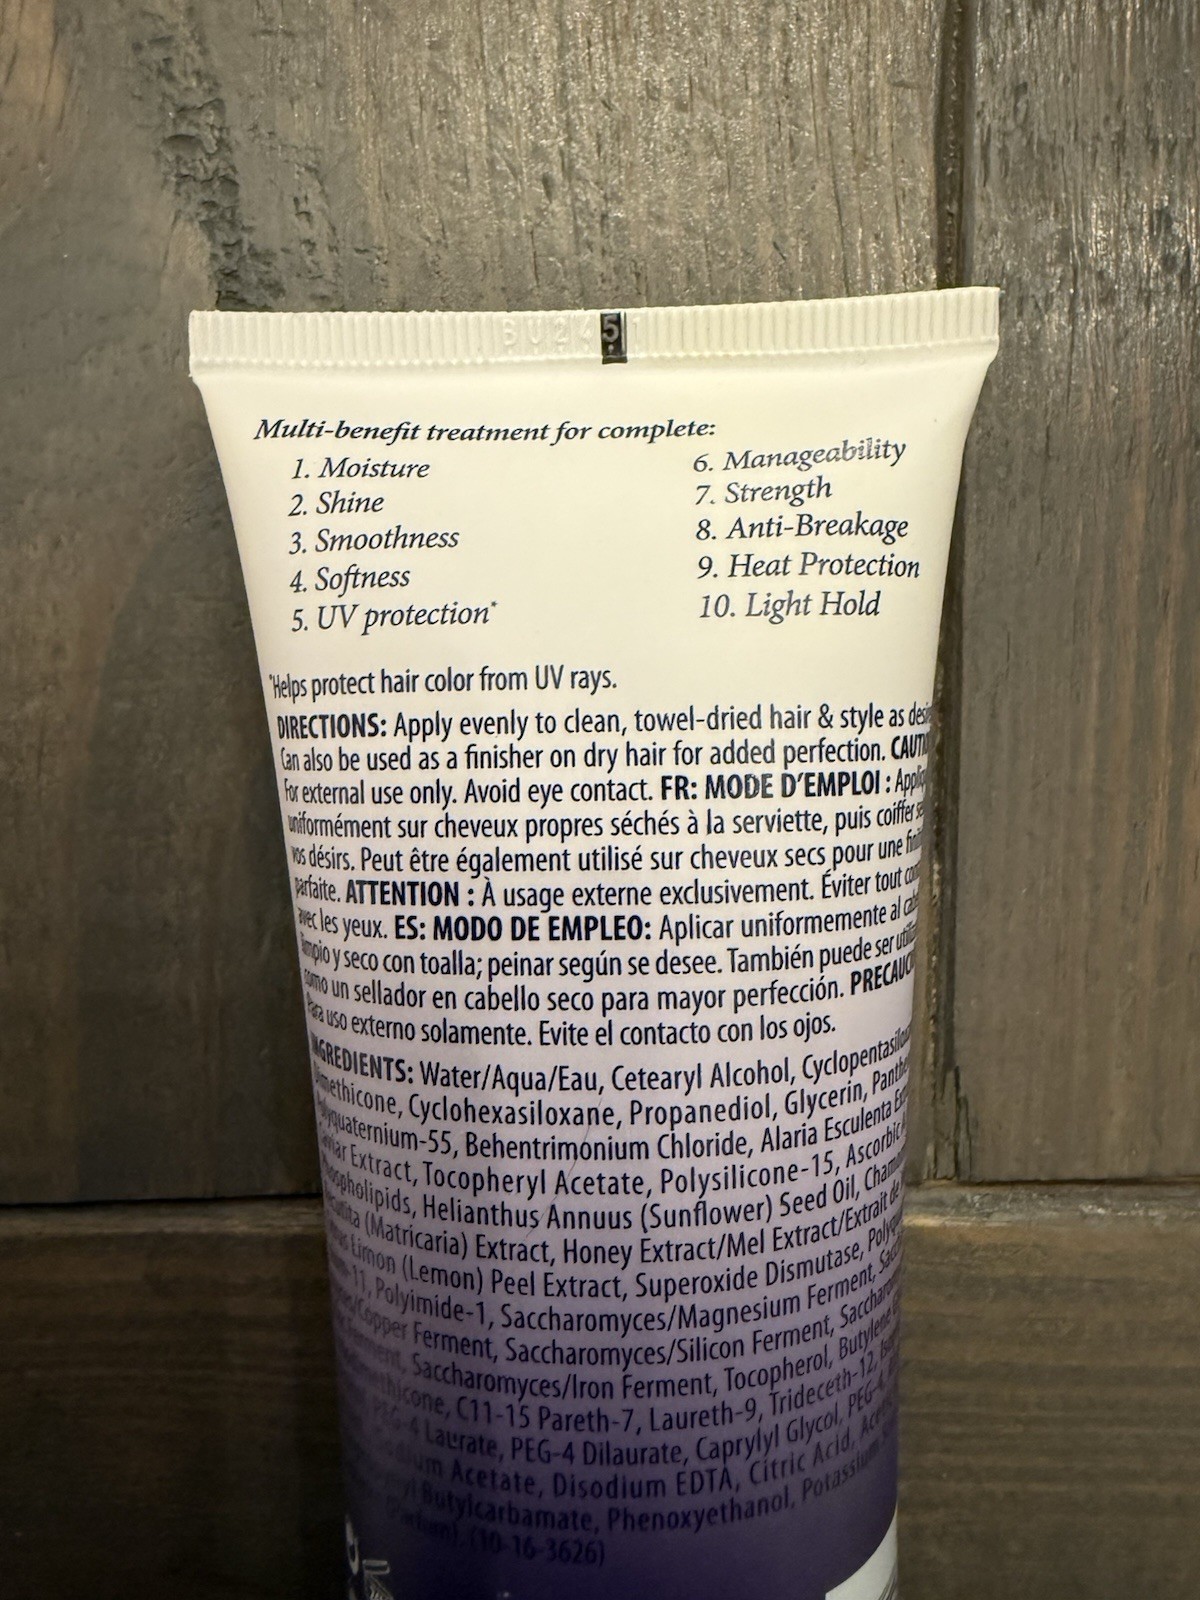 5
Multi-benefit treatment for complete:
1. Moisture
2. Shine
3. Smoothness
4. Softness
5. UV protection*
6. Manageability
7. Strength
8. Anti-Breakage
9. Heat Protection
10. Light Hold
*Helps protect hair color from UV rays.
DIRECTIONS: Apply evenly to clean, towel-dried hair & style as
Can also be used as a finisher on dry hair for added perfection.
For external use only. Avoid eye contact. FR: MODE D'EMPLOI :
uniformément sur cheveux propres séchés à la serviette, puis coiffer
vos désirs. Peut être également utilisé sur cheveux secs pour une
parfaite. ATTENTION : À usage externe exclusivement. Éviter tout
avec les yeux. ES: MODO DE EMPLEO: Aplicar uniformemente al
y seco con toalla; peinar según se desee. También puede ser
como un sellador en cabello seco para mayor perfección.
Para uso externo solamente. Evite el contacto con los ojos.
INGREDIENTS: Water/Aqua/Eau, Cetearyl Alcohol,
Dimethicone, Cyclohexasiloxane, Propanediol, Glycerin,
Polyquaternium-55, Behentrimonium Chloride, Alaria Esculenta
Caviar Extract, Tocopheryl Acetate, Polysilicone-15, Ascorbic
Phospholipids, Helianthus Annuus (Sunflower) Seed Oil,
(Matricaria) Extract, Honey Extract/Mel Extract/Extrait de
Limon (Lemon) Peel Extract, Superoxide Dismutase,
Polyimide-1, Saccharomyces/Magnesium Ferment,
Ferment, Saccharomyces/Silicon Ferment,
Saccharomyces/Iron Ferment, Tocopherol, Butylene
C11-15 Pareth-7, Laureth-9, Trideceth-12,
PEG-4 Laurate, PEG-4 Dilaurate, Caprylyl Glycol,
Acetate, Disodium EDTA, Citric Acid,
Butylcarbamate, Phenoxyethanol, Potassium
(10-16-3626)